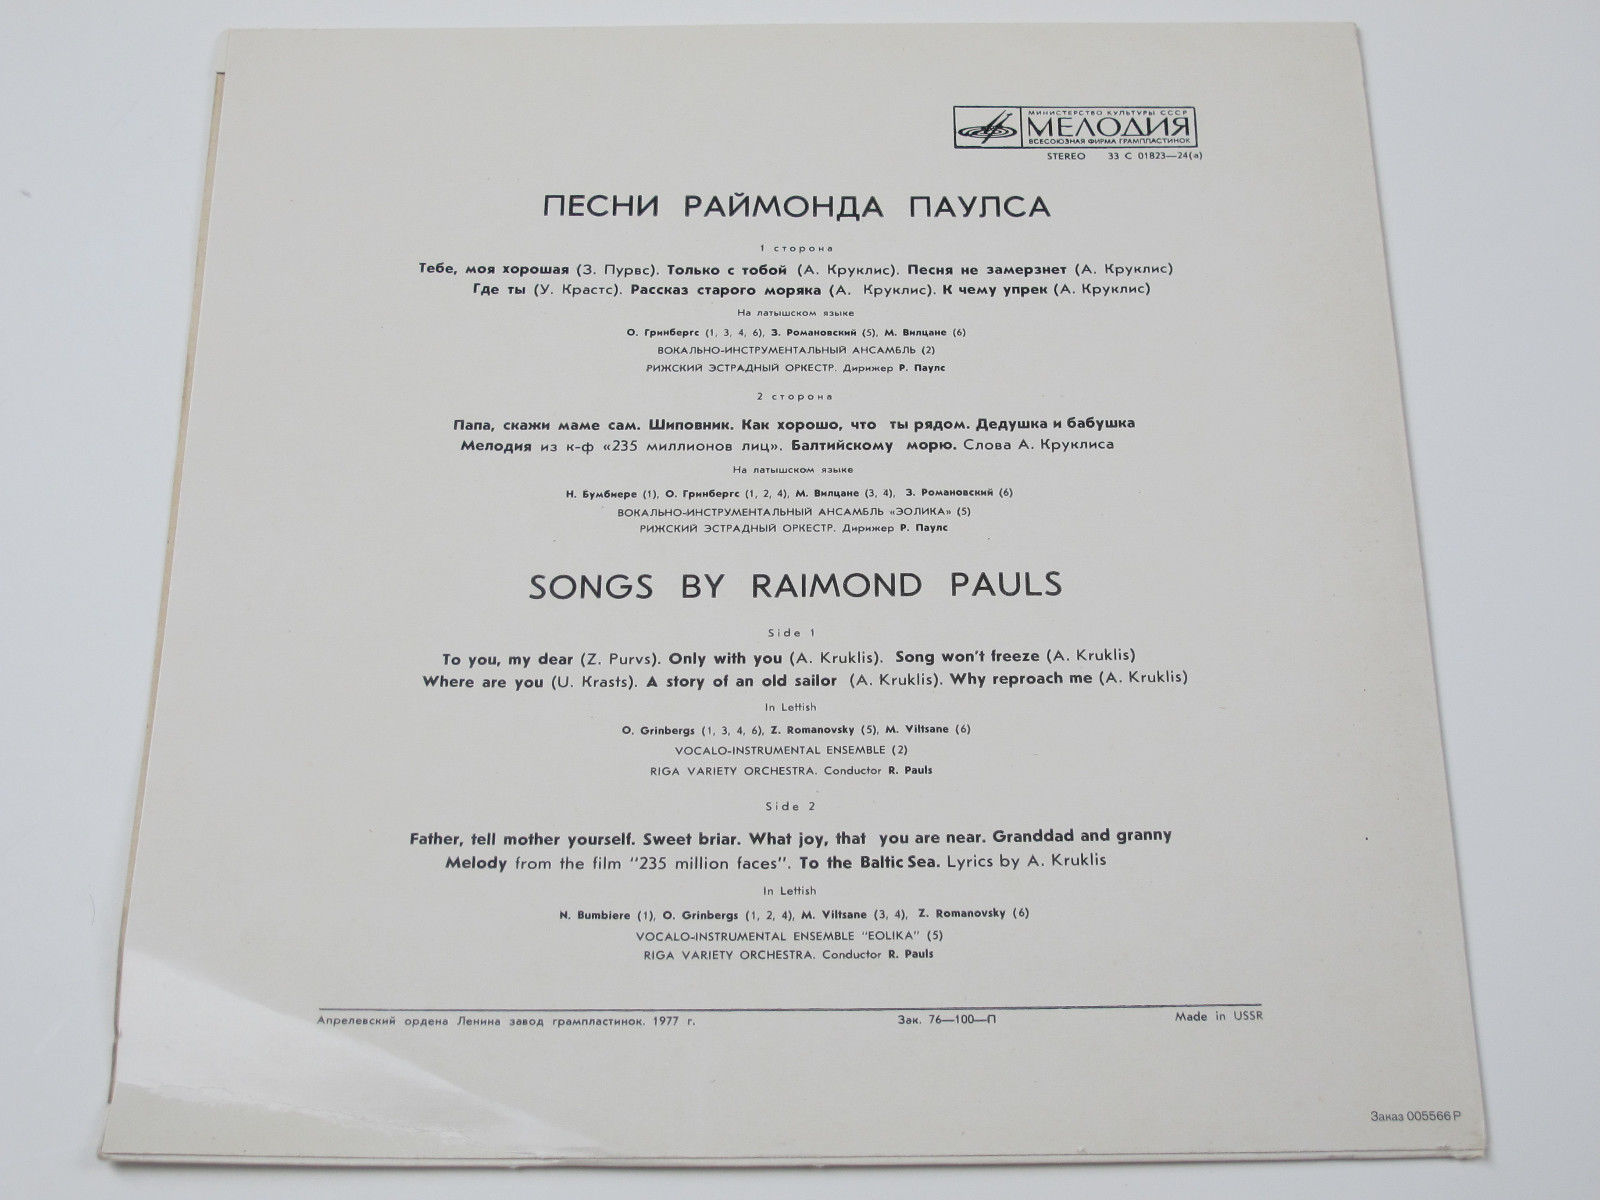 МИНИСТЕРСТВО КУЛЬТУРЫ СССР
МЕЛОДИЯ
ВСЕСОЮЗНАЯ ФИРМА ГРАМПЛАСТИНОК
STEREO 33 С 01823—24(а)
ПЕСНИ РАЙМОНДА ПАУЛСА
1 сторона
Тебе, моя хорошая (З. Пурвс). Только с тобой (А. Круклис). Песня не замерзнет (А. Круклис)
Где ты (У. Крастс). Рассказ старого моряка (А. Круклис). К чему упрек (А. Круклис)
На латышском языке
О. Гринбергс (1, 3, 4, 6), З. Романовский (5), М. Вилцане (6)
ВОКАЛЬНО-ИНСТРУМЕНТАЛЬНЫЙ АНСАМБЛЬ (2)
РИЖСКИЙ ЭСТРАДНЫЙ ОРКЕСТР. Дирижер Р. Паулс
2 сторона
Папа, скажи маме сам. Шиповник. Как хорошо, что ты рядом. Дедушка и бабушка
Мелодия из к-ф «235 миллионов лиц». Балтийскому морю. Слова А. Круклиса
На латышском языке
Н. Бумбиере (1), О. Гринбергс (1, 2, 4), М. Вилцане (3, 4), З. Романовский (6)
ВОКАЛЬНО-ИНСТРУМЕНТАЛЬНЫЙ АНСАМБЛЬ «ЭОЛИКА» (5)
РИЖСКИЙ ЭСТРАДНЫЙ ОРКЕСТР. Дирижер Р. Паулс
SONGS BY RAIMOND PAULS
Side 1
To you, my dear (Z. Purvs). Only with you (A. Kruklis). Song won't freeze (A. Kruklis)
Where are you (U. Krasts). A story of an old sailor (A. Kruklis). Why reproach me (A. Kruklis)
In Lettish
O. Grinbergs (1, 3, 4, 6), Z. Romanovsky (5), M. Viltsane (6)
VOCALO-INSTRUMENTAL ENSEMBLE (2)
RIGA VARIETY ORCHESTRA. Conductor R. Pauls
Side 2
Father, tell mother yourself. Sweet briar. What joy, that you are near. Granddad and granny
Melody from the film "235 million faces". To the Baltic Sea. Lyrics by A. Kruklis
In Lettish
N. Bumbiere (1), O. Grinbergs (1, 2, 4), M. Viltsane (3, 4), Z. Romanovsky (6)
VOCALO-INSTRUMENTAL ENSEMBLE "EOLIKA" (5)
RIGA VARIETY ORCHESTRA. Conductor R. Pauls
Апрелевский ордена Ленина завод грампластинок. 1977 г. Зак. 76—100—П Made in USSR
Заказ 005566 Р